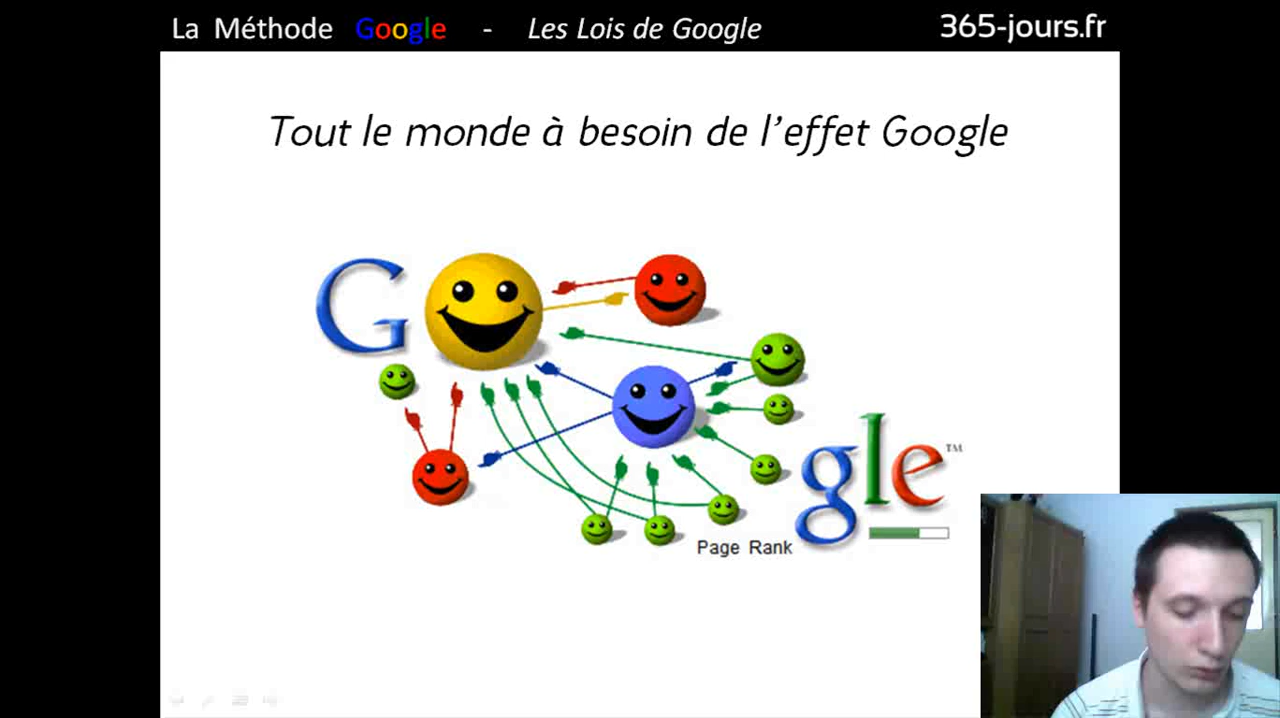 La Méthode Google - Les Lois de Google
365-jours.fr
Tout le monde à besoin de l'effet Google
G gle™
Page Rank